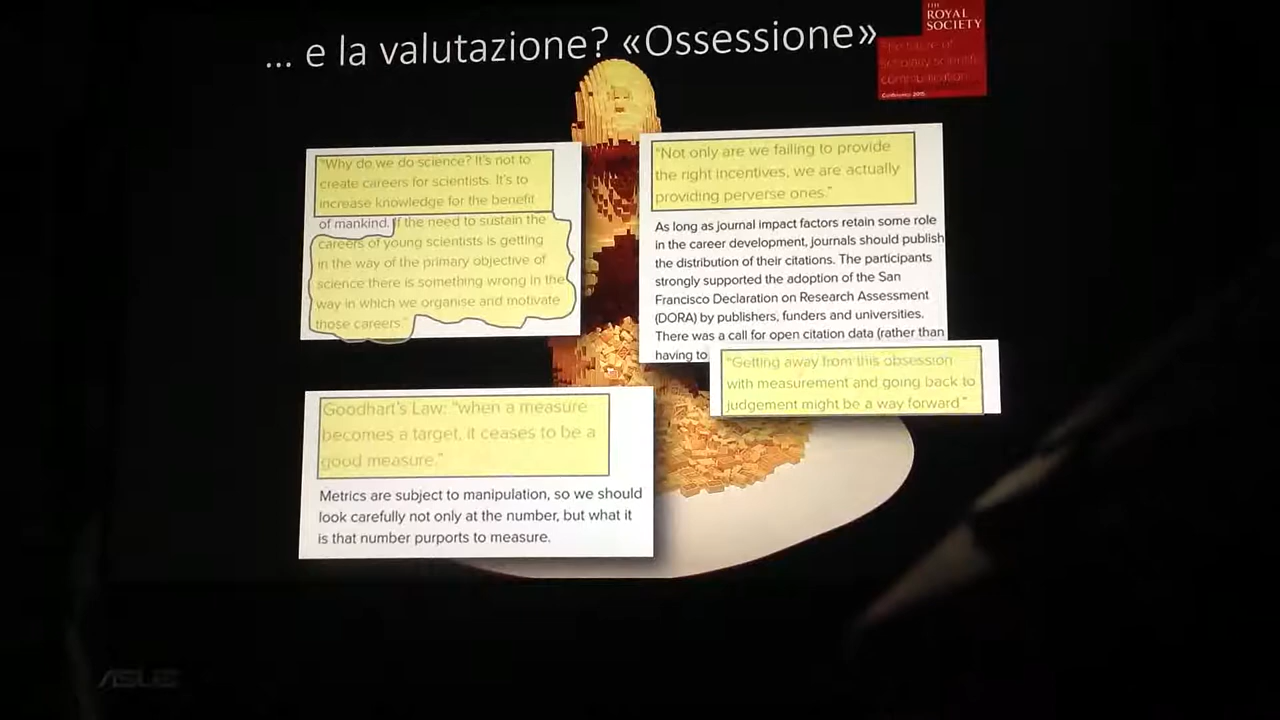 ... e la valutazione? «Ossessione»
THE
ROYAL
SOCIETY
The future of
scholarly scientific
communication
Conference 2015
"Why do we do science? It's not to
create careers for scientists. It's to
increase knowledge for the benefit
of mankind. If the need to sustain the
careers of young scientists is getting
in the way of the primary objective of
science there is something wrong in the
way in which we organise and motivate
those careers."
"Not only are we failing to provide
the right incentives, we are actually
providing perverse ones."
As long as journal impact factors retain some role
in the career development, journals should publish
the distribution of their citations. The participants
strongly supported the adoption of the San
Francisco Declaration on Research Assessment
(DORA) by publishers, funders and universities.
There was a call for open citation data (rather than
having to
"Getting away from this obsession
with measurement and going back to
judgement might be a way forward"
Goodhart's Law: "when a measure
becomes a target, it ceases to be a
good measure."
Metrics are subject to manipulation, so we should
look carefully not only at the number, but what it
is that number purports to measure.
ASUS